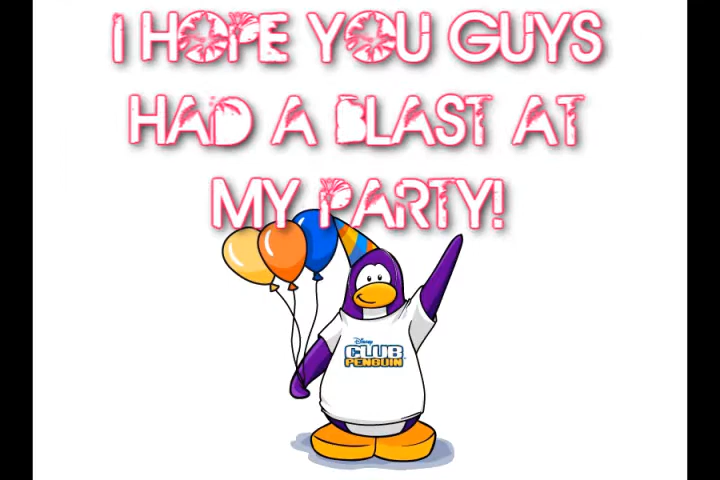 I HOPE YOU GUYS
HAD A BLAST AT
MY PARTY!
Disney
CLUB
PENGUIN